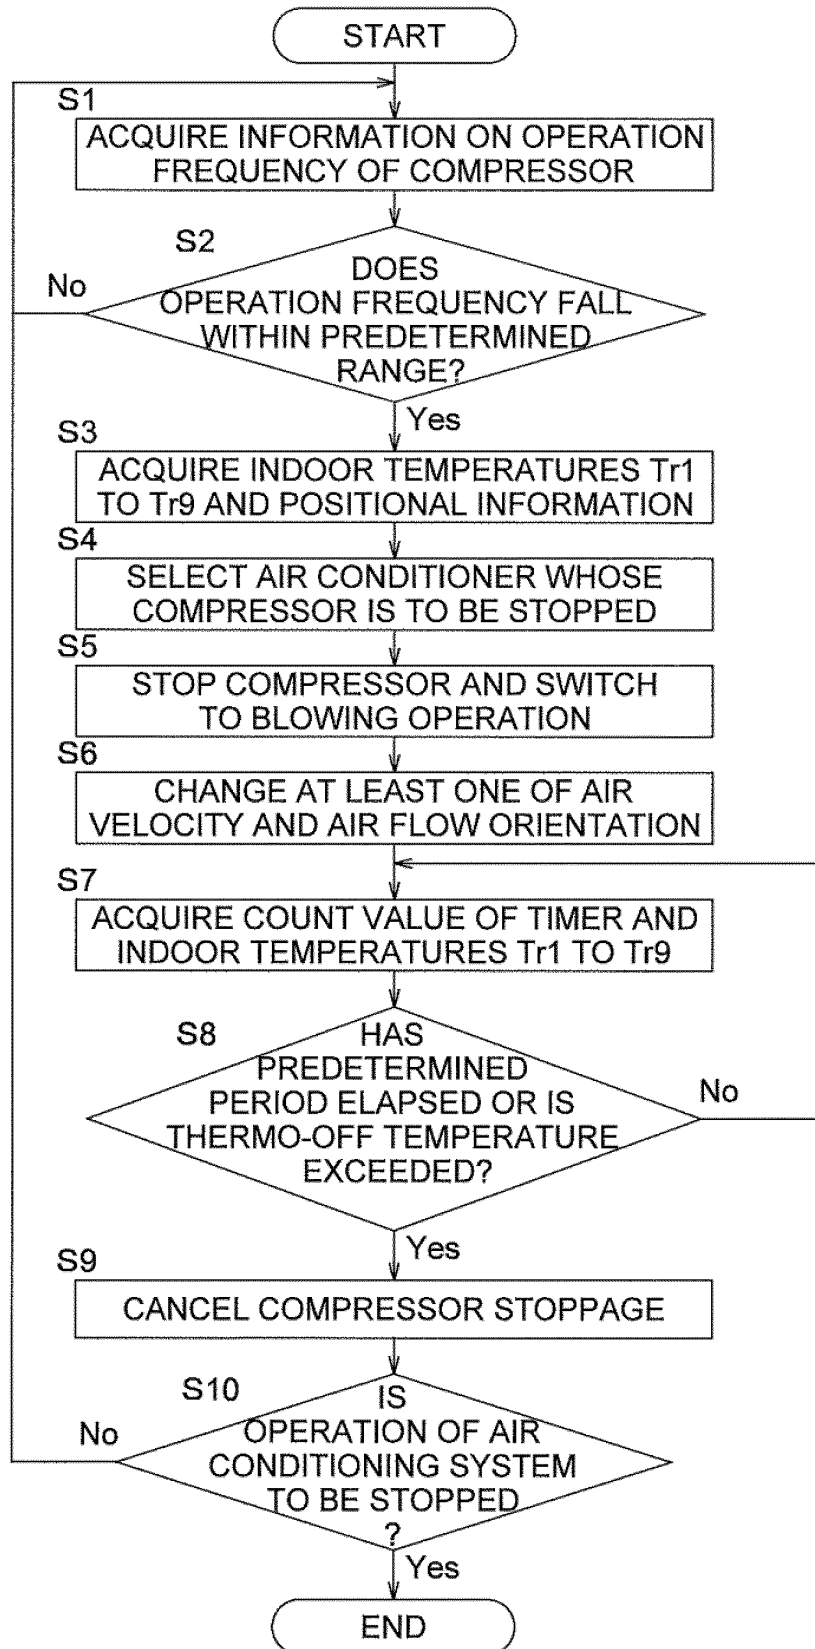 START
S1
ACQUIRE INFORMATION ON OPERATION
FREQUENCY OF COMPRESSOR
S2
No
DOES
OPERATION FREQUENCY FALL
WITHIN PREDETERMINED
RANGE?
Yes
S3
ACQUIRE INDOOR TEMPERATURES Tr1
TO Tr9 AND POSITIONAL INFORMATION
S4
SELECT AIR CONDITIONER WHOSE
COMPRESSOR IS TO BE STOPPED
S5
STOP COMPRESSOR AND SWITCH
TO BLOWING OPERATION
S6
CHANGE AT LEAST ONE OF AIR
VELOCITY AND AIR FLOW ORIENTATION
S7
ACQUIRE COUNT VALUE OF TIMER AND
INDOOR TEMPERATURES Tr1 TO Tr9
S8
HAS
PREDETERMINED
PERIOD ELAPSED OR IS
THERMO-OFF TEMPERATURE
EXCEEDED?
No
Yes
S9
CANCEL COMPRESSOR STOPPAGE
S10
No
IS
OPERATION OF AIR
CONDITIONING SYSTEM
TO BE STOPPED
?
Yes
END